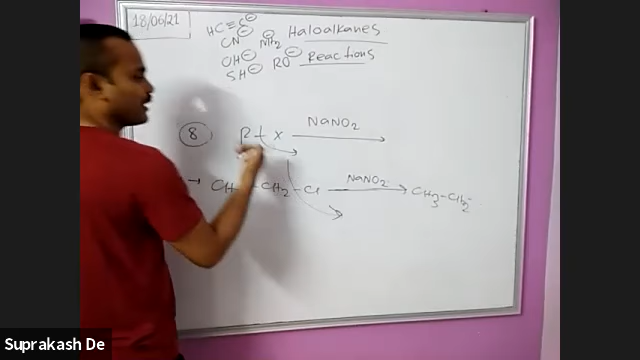 18/06/21
HC≡C⊖
CN⊖ NH2⊖ Haloalkanes
OH⊖ RO⊖ Reactions
SH⊖
8 R + X NaNO2
→ CH -CH2-Cl NaNO2 CH3-CH2-
Suprakash De